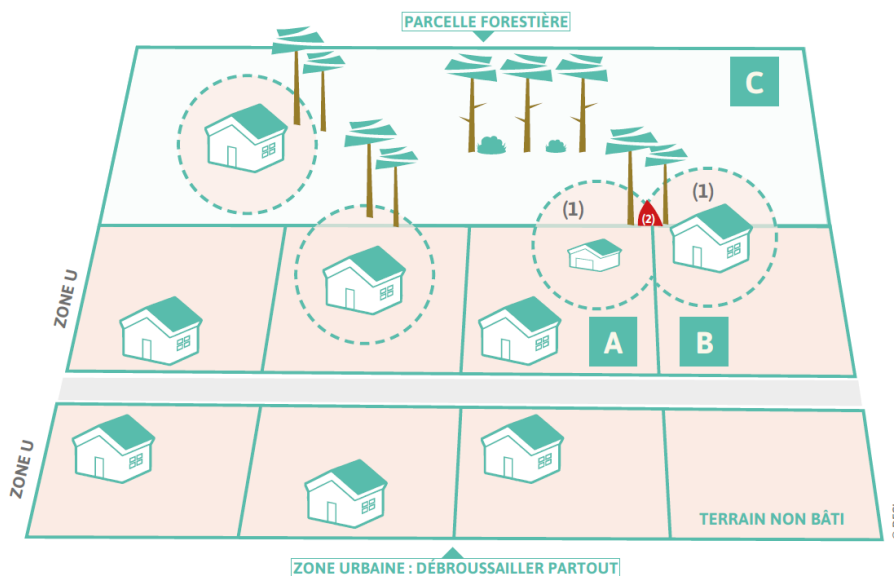 PARCELLE FORESTIÈRE
C
(1)
(1)
(2)
ZONE U
A
B
ZONE U
TERRAIN NON BÂTI
ZONE URBAINE : DÉBROUSSAILLER PARTOUT